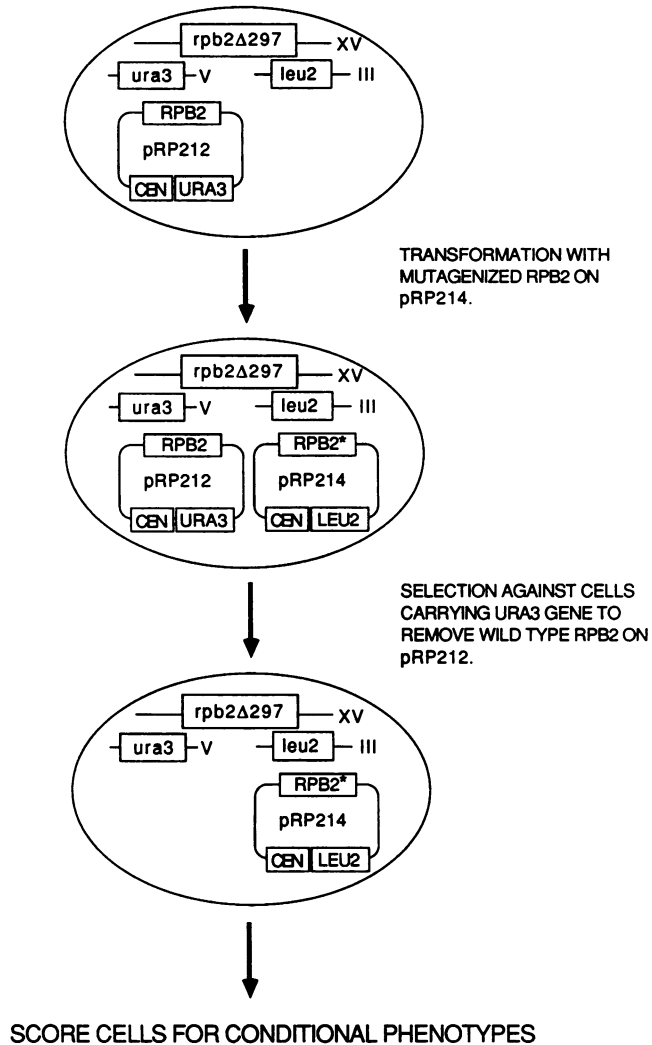 rpb2Δ297 XV
ura3 V leu2 III
RPB2
pRP212
CEN URA3
TRANSFORMATION WITH
MUTAGENIZED RPB2 ON
pRP214.
rpb2Δ297 XV
ura3 V leu2 III
RPB2 RPB2*
pRP212 pRP214
CEN URA3 CEN LEU2
SELECTION AGAINST CELLS
CARRYING URA3 GENE TO
REMOVE WILD TYPE RPB2 ON
pRP212.
rpb2Δ297 XV
ura3 V leu2 III
RPB2*
pRP214
CEN LEU2
SCORE CELLS FOR CONDITIONAL PHENOTYPES